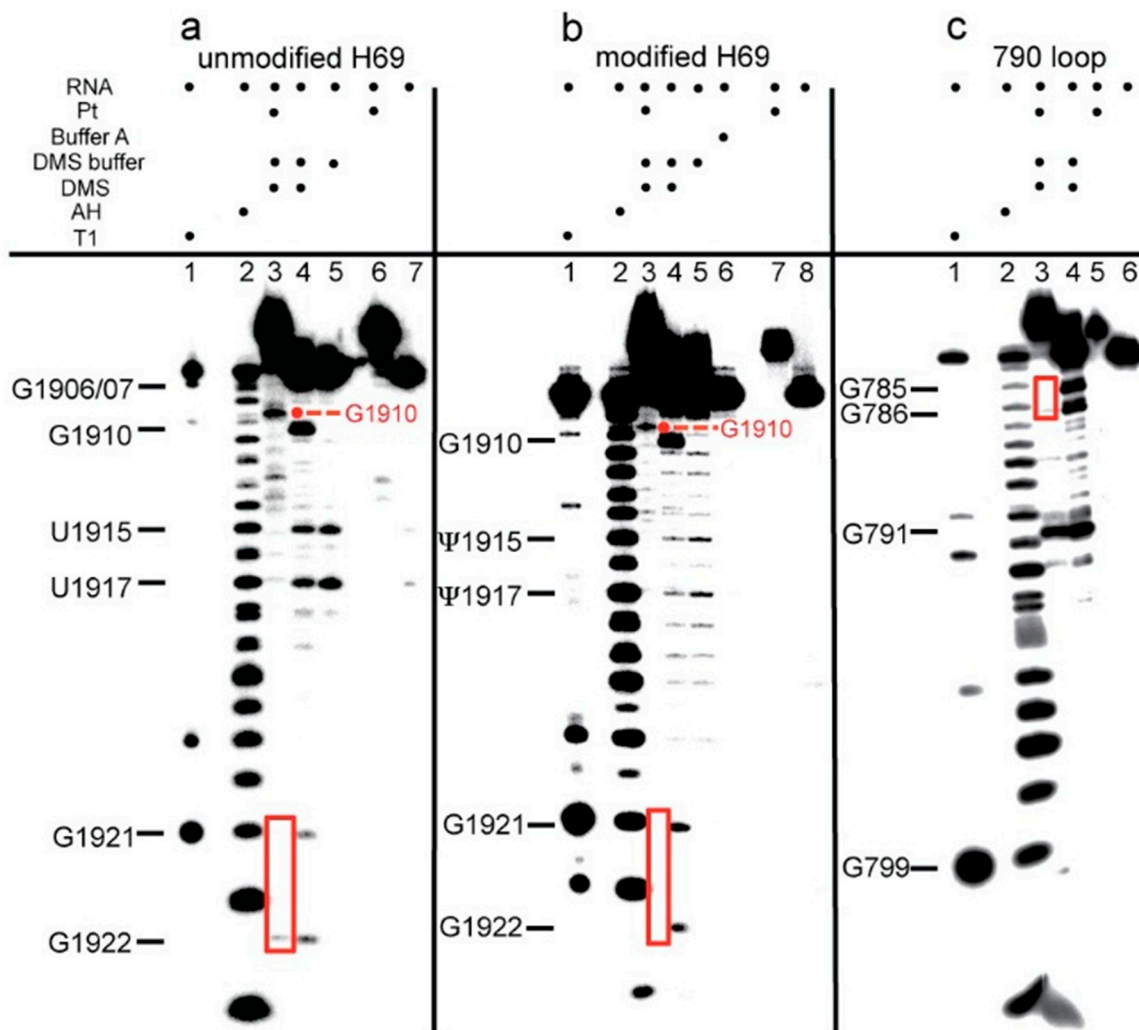 a b c
unmodified H69 modified H69 790 loop
RNA
Pt
Buffer A
DMS buffer
DMS
AH
T1
1 2 3 4 5 6 7 1 2 3 4 5 6 7 8 1 2 3 4 5 6
G1906/07
G1910
G1910
U1915
U1917
G1921
G1922
G1910
G1910
Ψ1915
Ψ1917
G1921
G1922
G785
G786
G791
G799